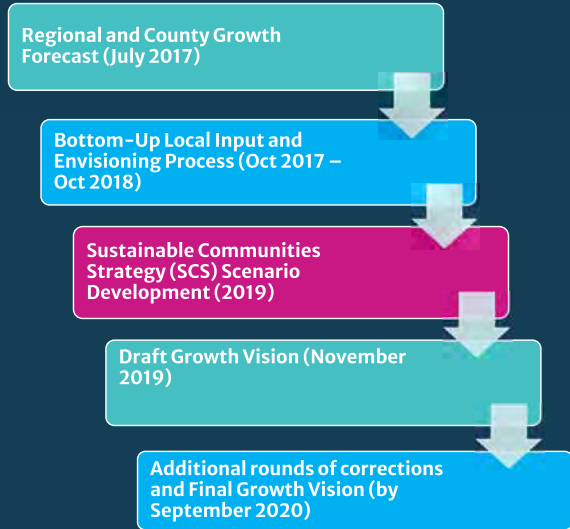 Regional and County Growth
Forecast (July 2017)
Bottom-Up Local Input and
Envisioning Process (Oct 2017 –
Oct 2018)
Sustainable Communities
Strategy (SCS) Scenario
Development (2019)
Draft Growth Vision (November
2019)
Additional rounds of corrections
and Final Growth Vision (by
September 2020)